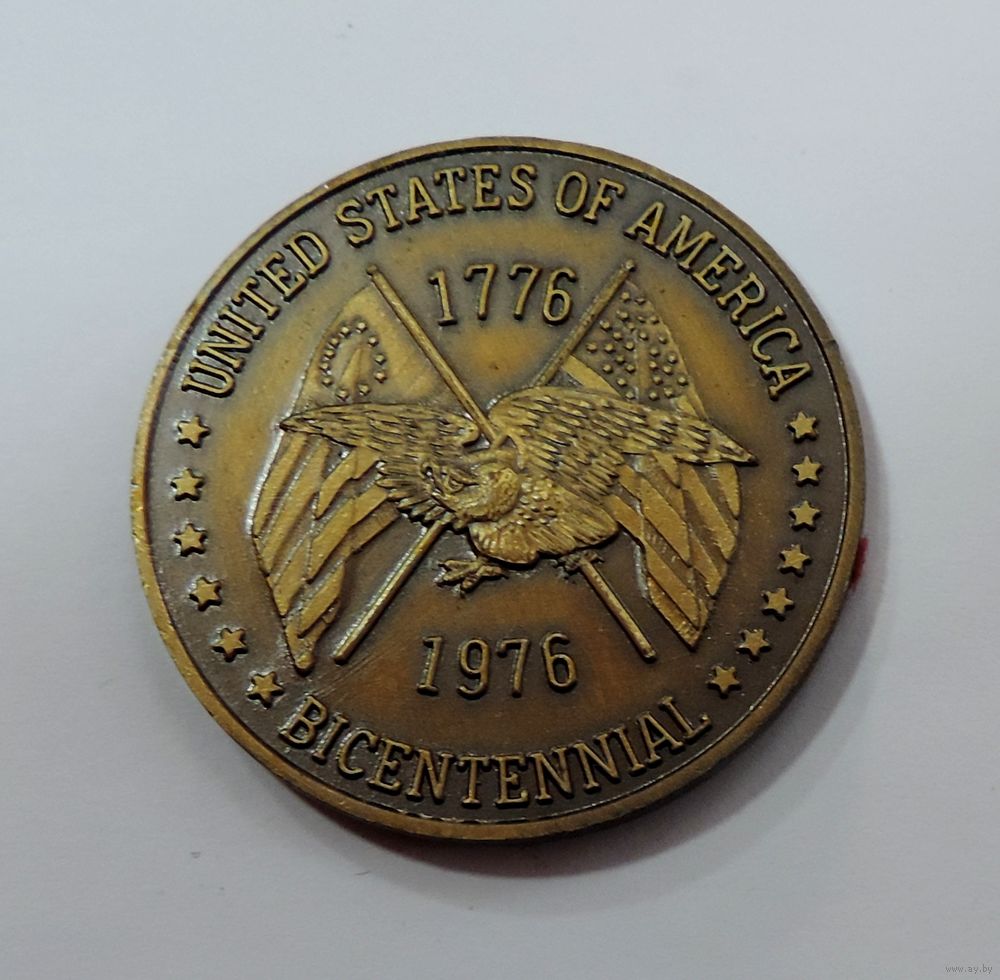 UNITED STATES OF AMERICA
1776
1976
BICENTENNIAL
www.ay.by